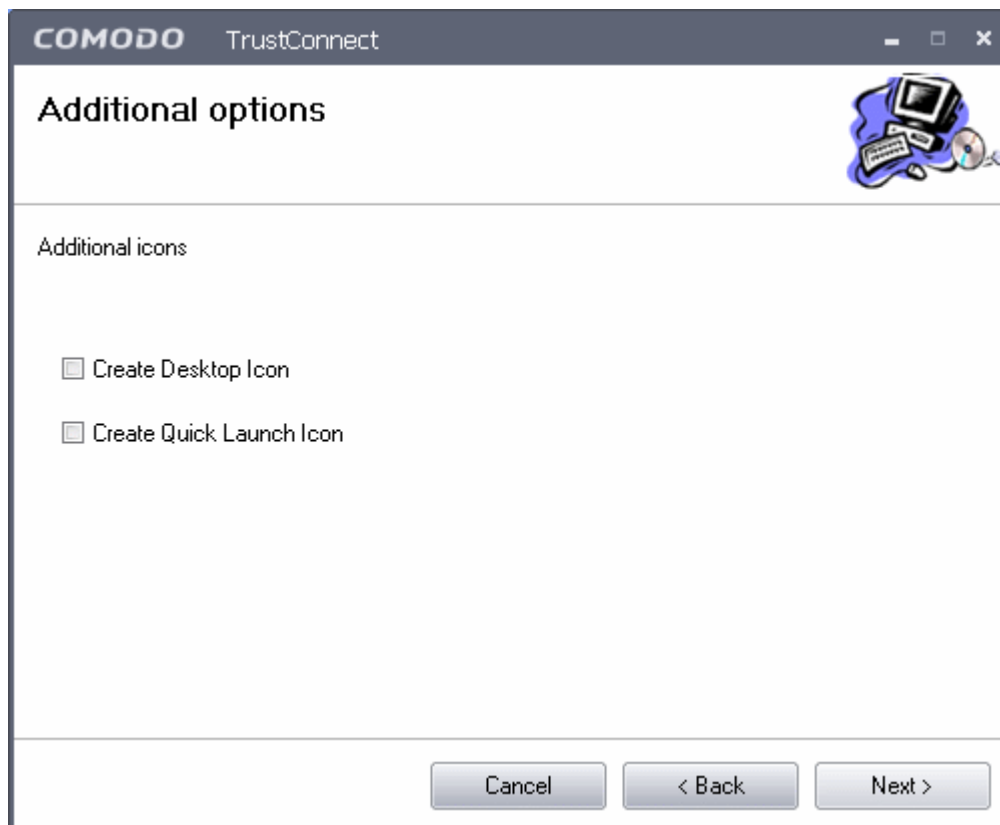 COMODO TrustConnect
Additional options
Additional icons
Create Desktop Icon
Create Quick Launch Icon
Cancel < Back Next >